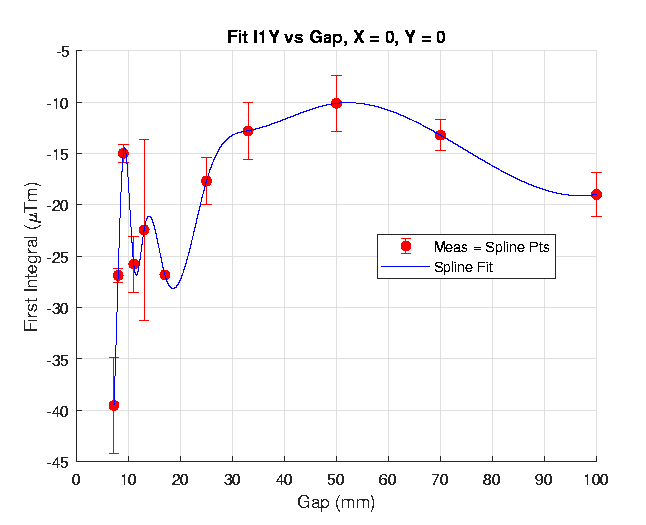 Fit I1Y vs Gap, X = 0, Y = 0
-5
-10
-15
-20
-25
-30
-35
-40
-45
First Integral (μTm)
Meas = Spline Pts
Spline Fit
0 10 20 30 40 50 60 70 80 90 100
Gap (mm)